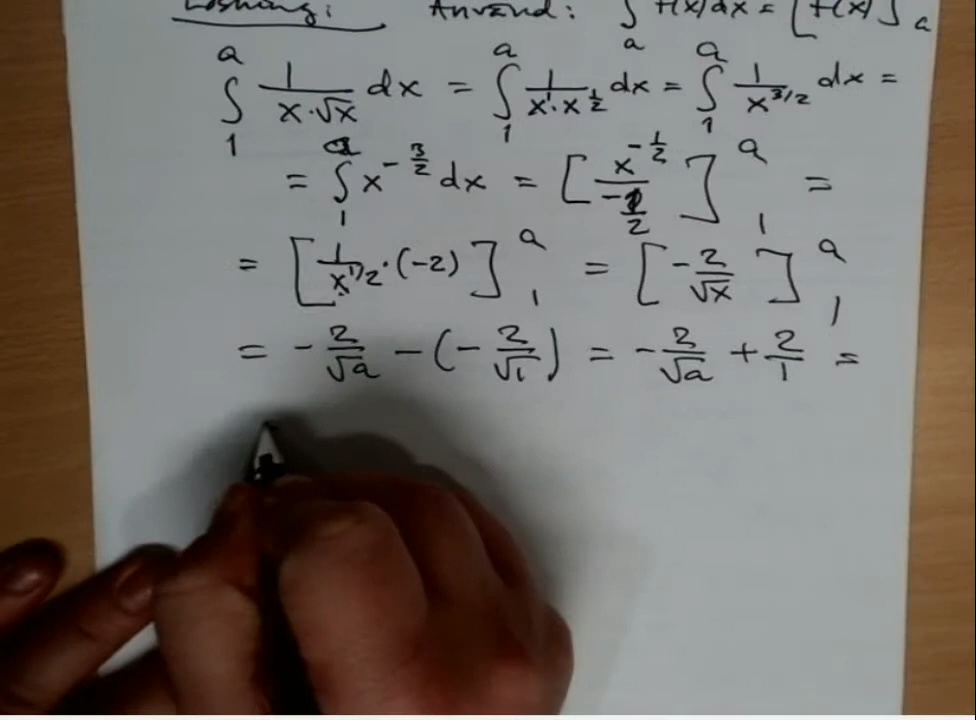 Lösning: Använd: ∫ₐ f(x)dx = [F(x)]ₐ
∫₁ᵃ 1/(x·√x) dx = ∫₁ᵃ 1/(x¹·x^(1/2)) dx = ∫₁ᵃ 1/x^(3/2) dx =
= ∫₁ᵃ x^(-3/2) dx = [x^(-1/2)/(-1/2)]₁ᵃ =
= [1/x^(1/2)·(-2)]₁ᵃ = [-2/√x]₁ᵃ
= -2/√a - (-2/√1) = -2/√a + 2/1 =